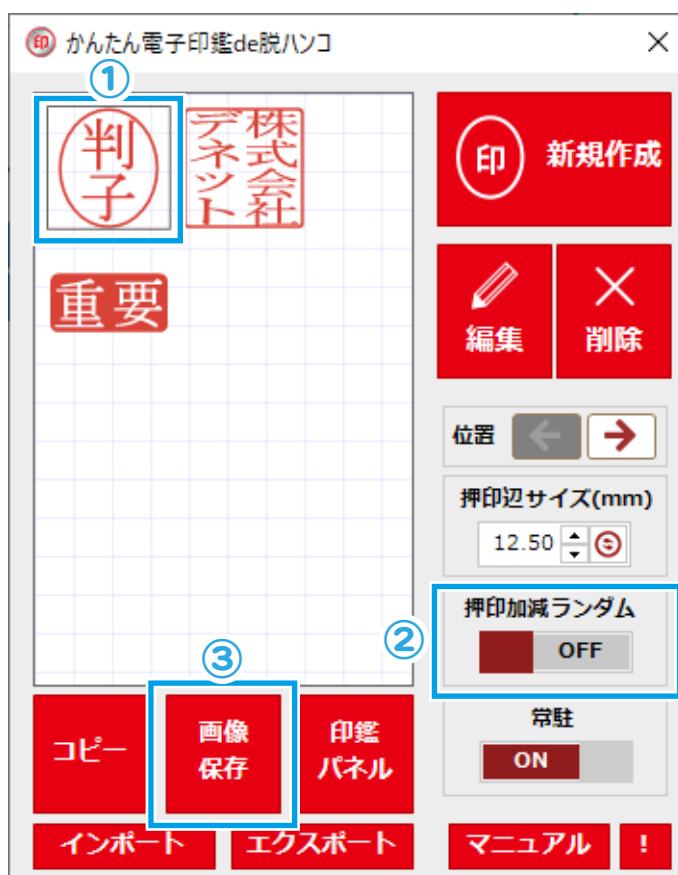 印 かんたん電子印鑑de脱ハンコ
①
判子
株式会社
デネット
重要
印 新規作成
編集
削除
位置
押印辺サイズ(mm)
12.50
②
押印加減ランダム
OFF
常駐
ON
③
コピー
画像
保存
印鑑
パネル
インポート
エクスポート
マニュアル
!